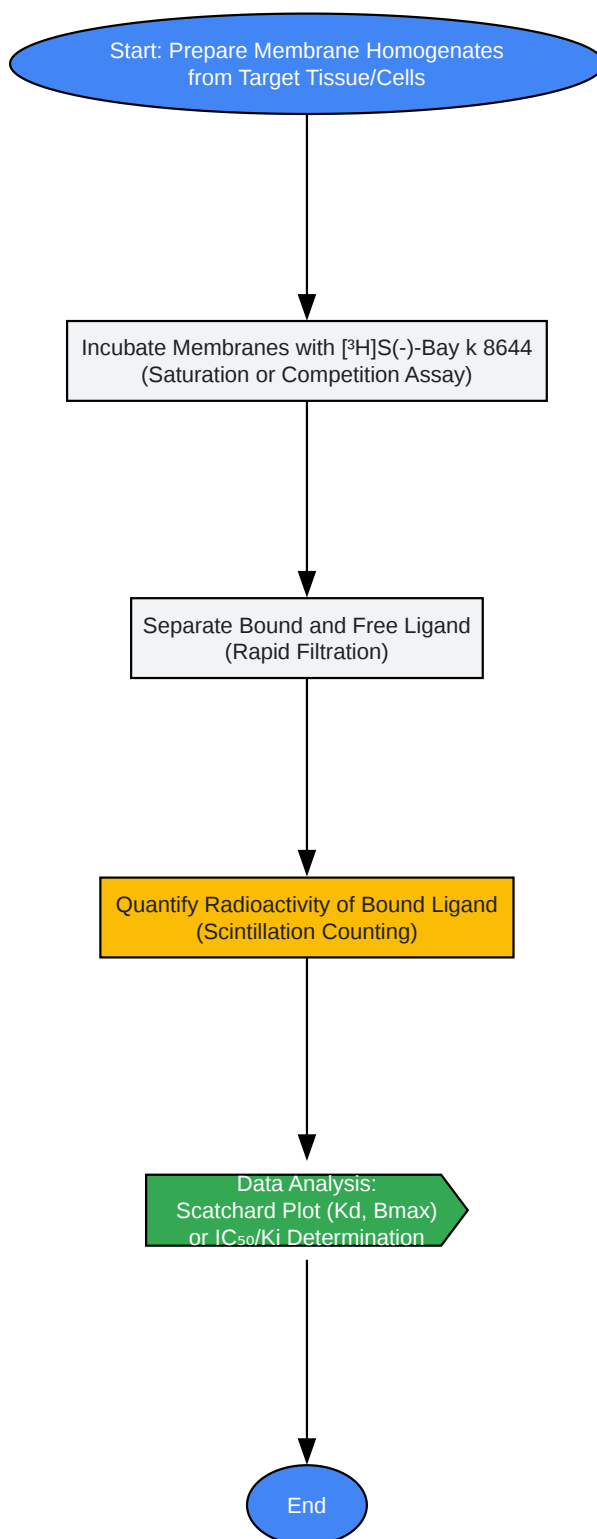 Start: Prepare Membrane Homogenates
from Target Tissue/Cells
Incubate Membranes with [³H]S(-)-Bay k 8644
(Saturation or Competition Assay)
Separate Bound and Free Ligand
(Rapid Filtration)
Quantify Radioactivity of Bound Ligand
(Scintillation Counting)
Data Analysis:
Scatchard Plot (Kd, Bmax)
or IC₅₀/Ki Determination
End